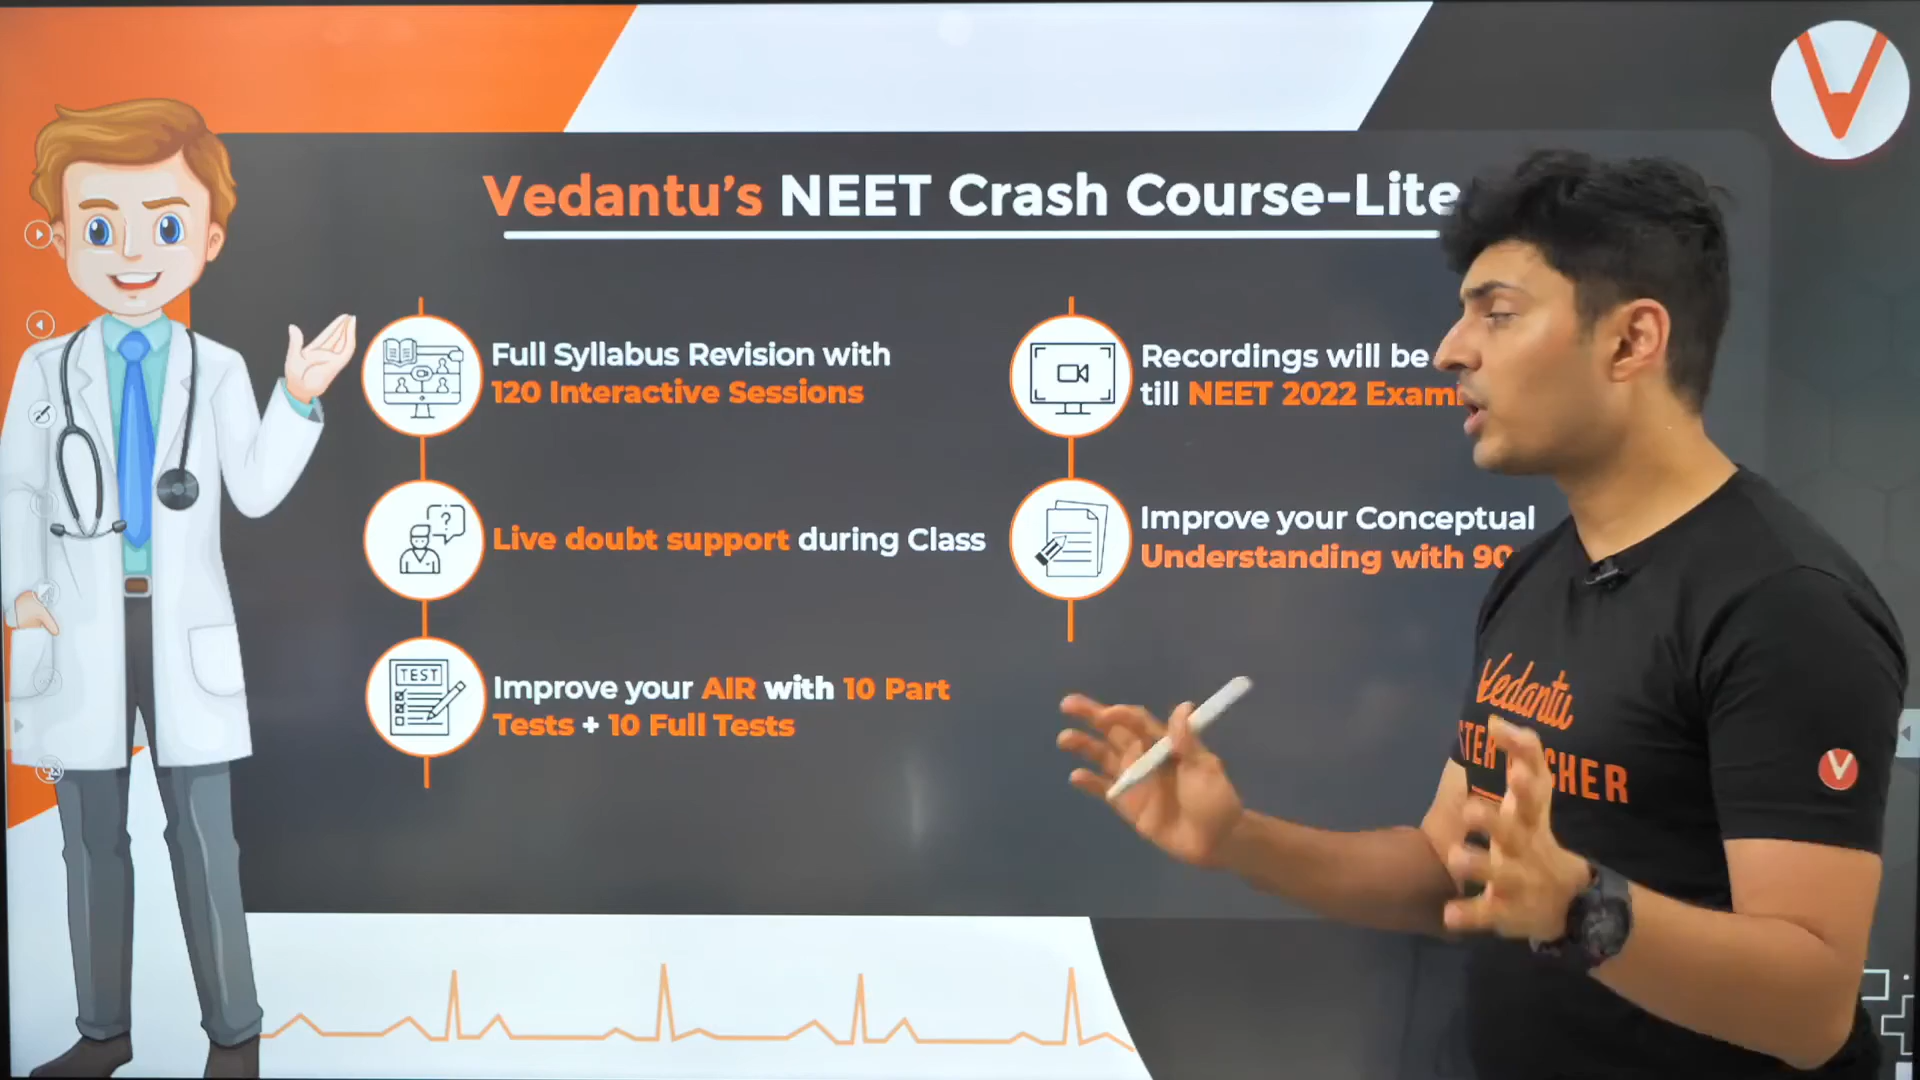 Vedantu's NEET Crash Course-Lite
Full Syllabus Revision with
120 Interactive Sessions
Live doubt support during Class
TEST
Improve your AIR with 10 Part
Tests + 10 Full Tests
Recordings will be
till NEET 2022 Exam
Improve your Conceptual
Understanding with
Vedantu